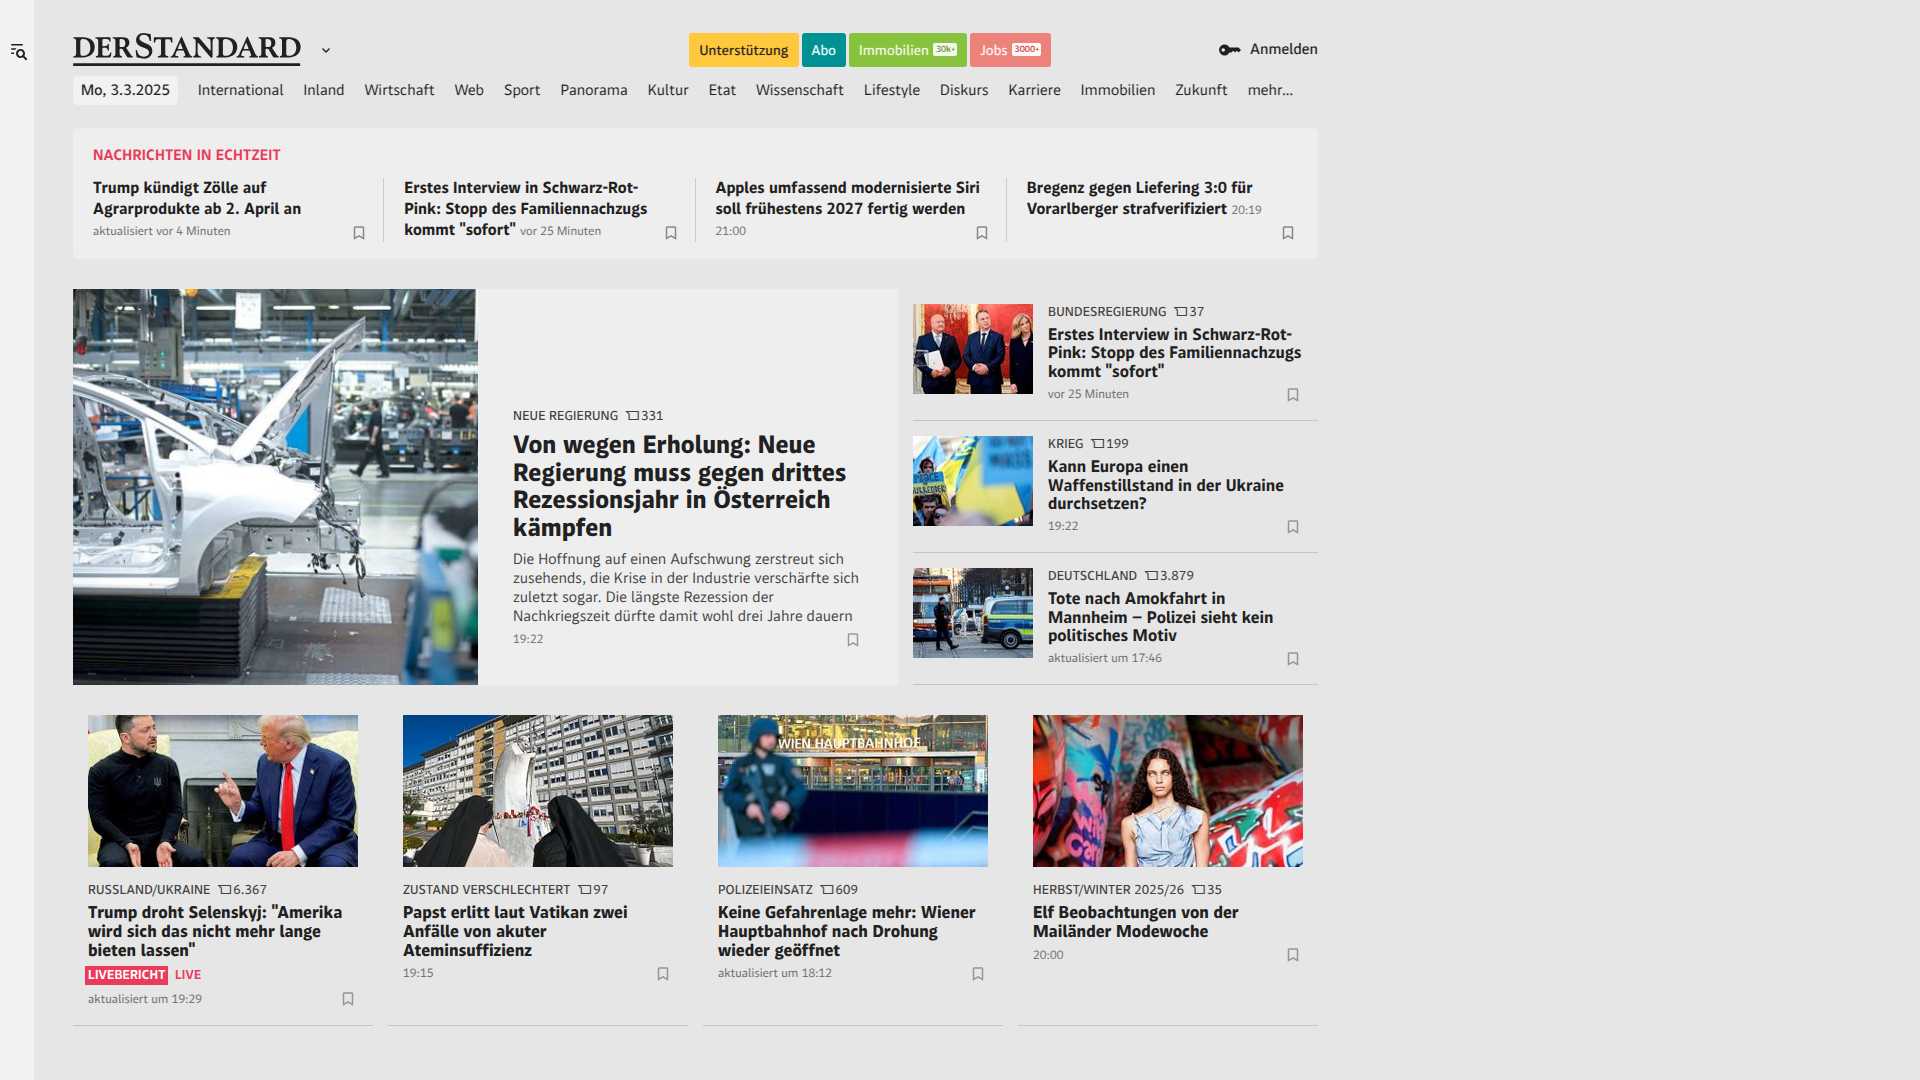 DERSTANDARD
Unterstützung
Abo
Immobilien 30k+
Jobs 3000+
Anmelden
Mo, 3.3.2025
International
Inland
Wirtschaft
Web
Sport
Panorama
Kultur
Etat
Wissenschaft
Lifestyle
Diskurs
Karriere
Immobilien
Zukunft
mehr...
NACHRICHTEN IN ECHTZEIT
Trump kündigt Zölle auf
Agrarprodukte ab 2. April an
aktualisiert vor 4 Minuten
Erstes Interview in Schwarz-Rot-
Pink: Stopp des Familiennachzugs
kommt "sofort" vor 25 Minuten
Apples umfassend modernisierte Siri
soll frühestens 2027 fertig werden
21:00
Bregenz gegen Liefering 3:0 für
Vorarlberger strafverifiziert 20:19
NEUE REGIERUNG 331
Von wegen Erholung: Neue
Regierung muss gegen drittes
Rezessionsjahr in Österreich
kämpfen
Die Hoffnung auf einen Aufschwung zerstreut sich
zusehends, die Krise in der Industrie verschärfte sich
zuletzt sogar. Die längste Rezession der
Nachkriegszeit dürfte damit wohl drei Jahre dauern
19:22
BUNDESREGIERUNG 37
Erstes Interview in Schwarz-Rot-
Pink: Stopp des Familiennachzugs
kommt "sofort"
vor 25 Minuten
KRIEG 199
Kann Europa einen
Waffenstillstand in der Ukraine
durchsetzen?
19:22
DEUTSCHLAND 3.879
Tote nach Amokfahrt in
Mannheim – Polizei sieht kein
politisches Motiv
aktualisiert um 17:46
RUSSLAND/UKRAINE 6.367
Trump droht Selenskyj: "Amerika
wird sich das nicht mehr lange
bieten lassen"
LIVEBERICHT LIVE
aktualisiert um 19:29
ZUSTAND VERSCHLECHTERT 97
Papst erlitt laut Vatikan zwei
Anfälle von akuter
Ateminsuffizienz
19:15
WIEN HAUPTBAHNHOF
POLIZEIEINSATZ 609
Keine Gefahrenlage mehr: Wiener
Hauptbahnhof nach Drohung
wieder geöffnet
aktualisiert um 18:12
HERBST/WINTER 2025/26 35
Elf Beobachtungen von der
Mailänder Modewoche
20:00